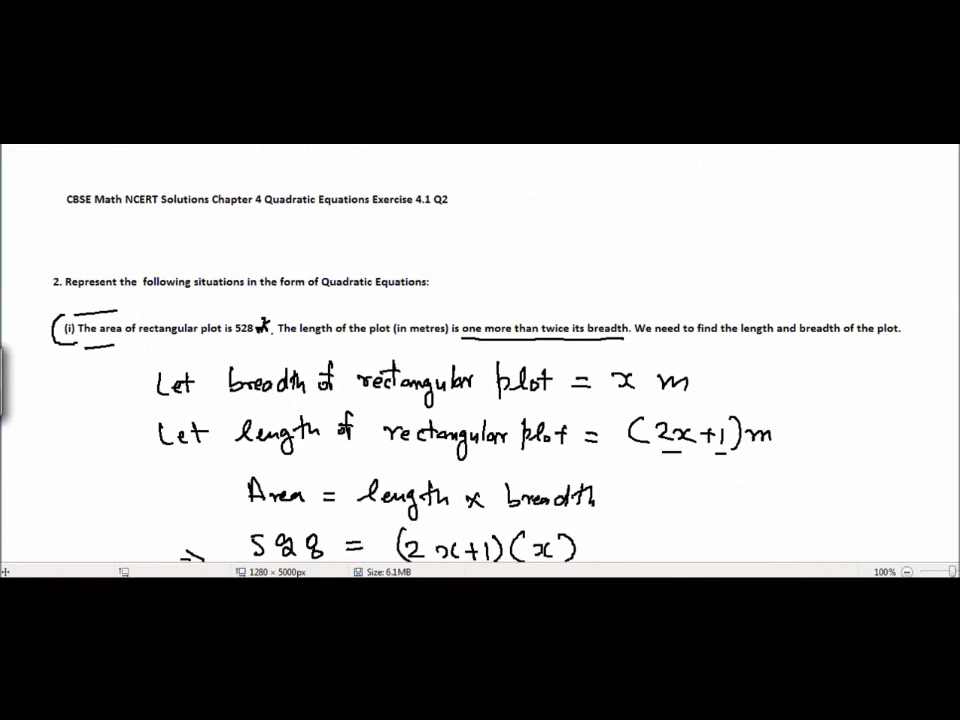 CBSE Math NCERT Solutions Chapter 4 Quadratic Equations Exercise 4.1 Q2
2. Represent the following situations in the form of Quadratic Equations:
(i) The area of rectangular plot is 528 . The length of the plot (in metres) is one more than twice its breadth. We need to find the length and breadth of the plot.
Let breadth of rectangular plot = x m
Let length of rectangular plot = (2x+1)m
Area = length × breadth
⇒ 528 = (2x+1)(x)
1280 × 5000px Size: 6.1MB 100%